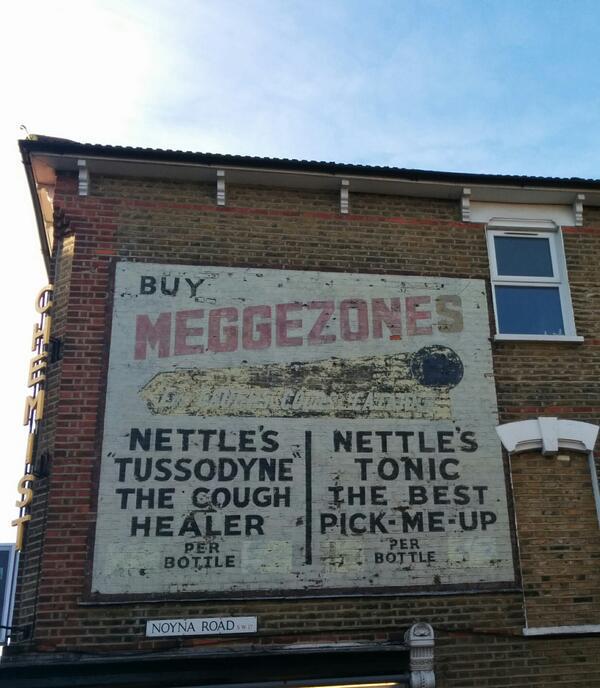 BUY
MEGGEZONES
NETTLE'S
"TUSSODYNE"
THE COUGH
HEALER
PER
BOTTLE
NETTLE'S
TONIC
THE BEST
PICK-ME-UP
PER
BOTTLE
CHEMIST
NOYNA ROAD S.W.17